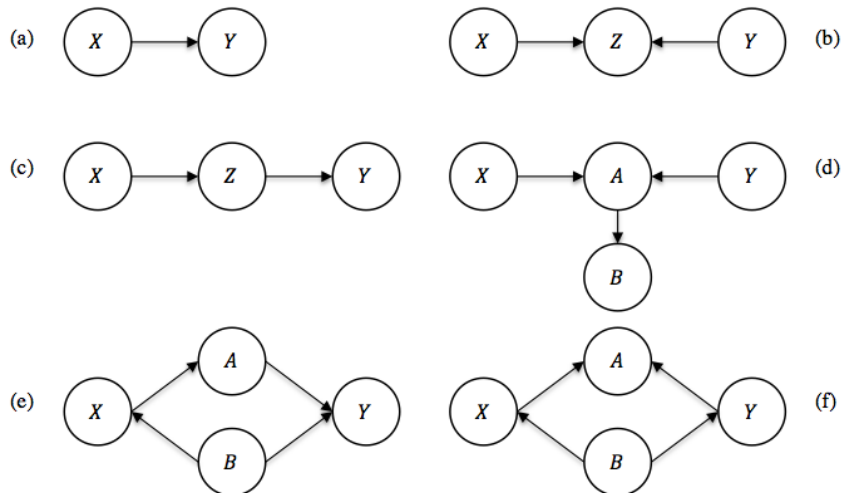 (a) X Y
X Z Y (b)
(c) X Z Y
X A Y (d)
B
A
(e) X Y
B
A
X Y (f)
B